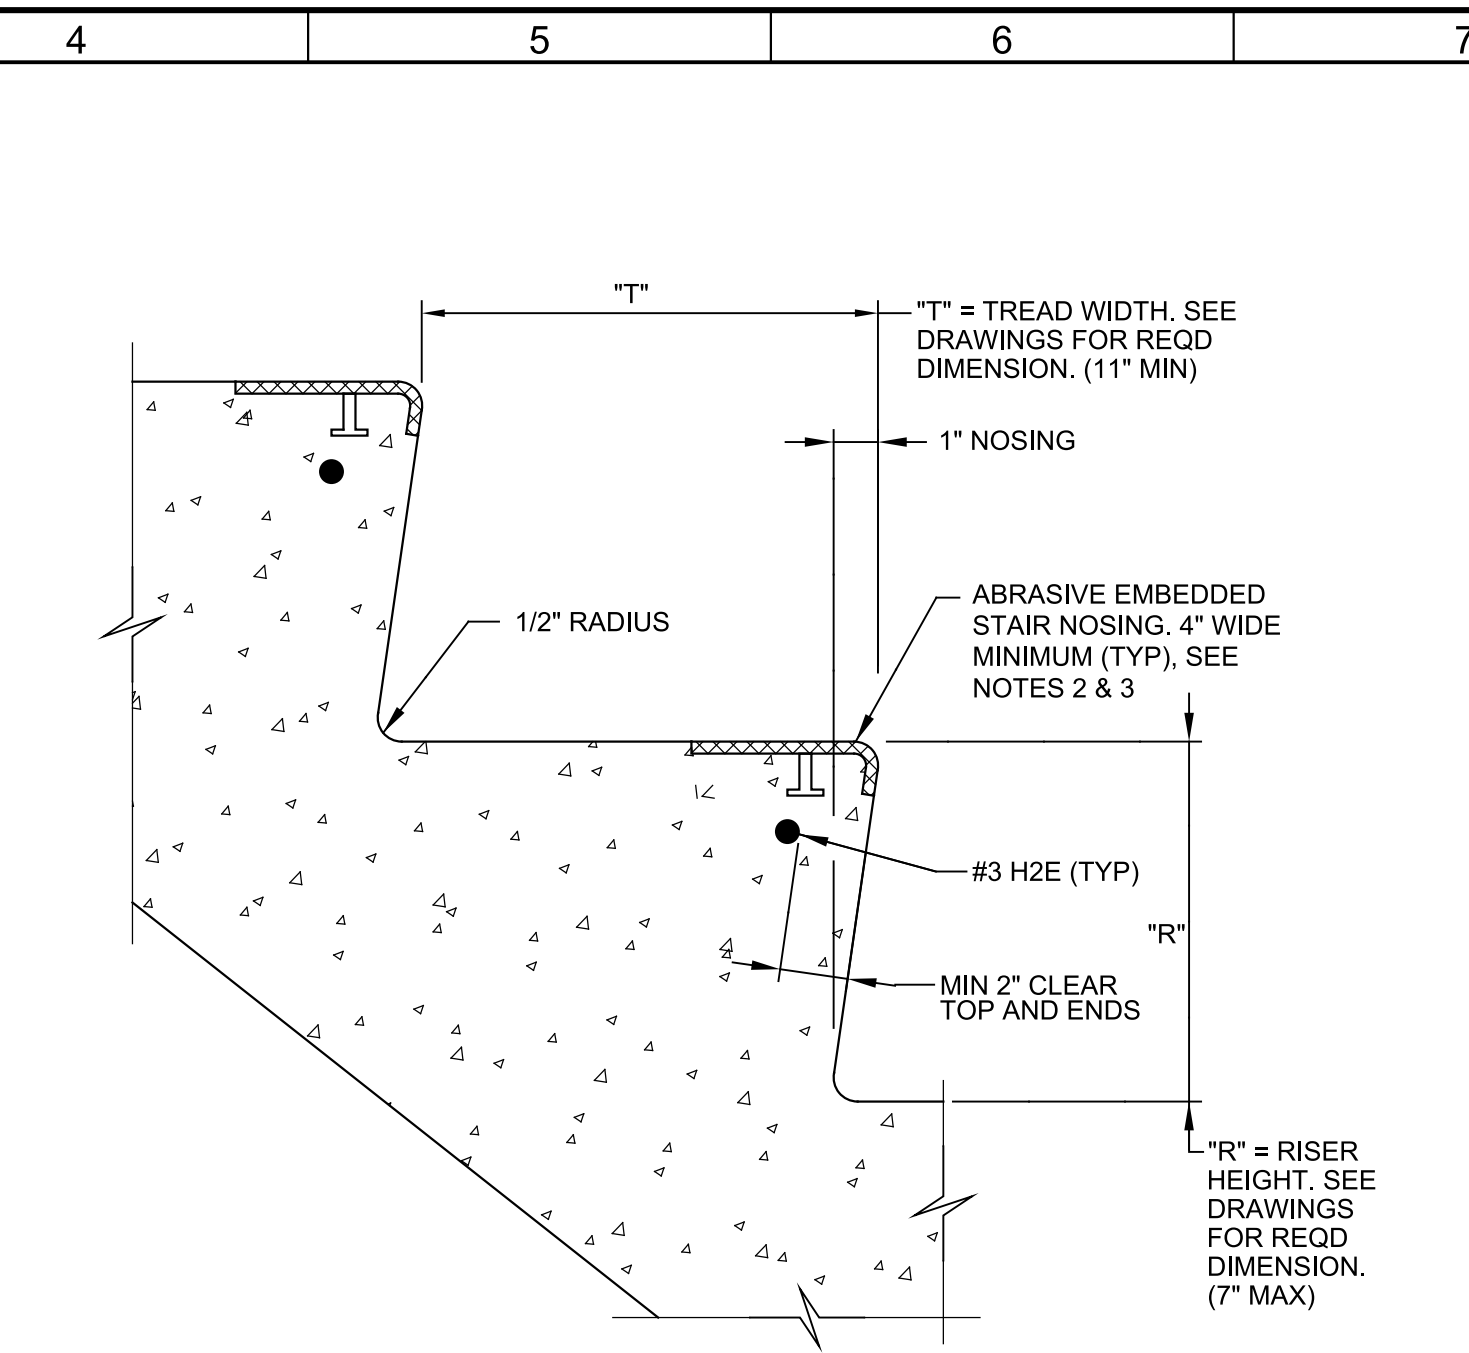 4 5 6 7
"T"
"T" = TREAD WIDTH. SEE
DRAWINGS FOR REQD
DIMENSION. (11" MIN)
1" NOSING
ABRASIVE EMBEDDED
STAIR NOSING. 4" WIDE
MINIMUM (TYP), SEE
NOTES 2 & 3
1/2" RADIUS
#3 H2E (TYP)
"R"
MIN 2" CLEAR
TOP AND ENDS
"R" = RISER
HEIGHT. SEE
DRAWINGS
FOR REQD
DIMENSION.
(7" MAX)